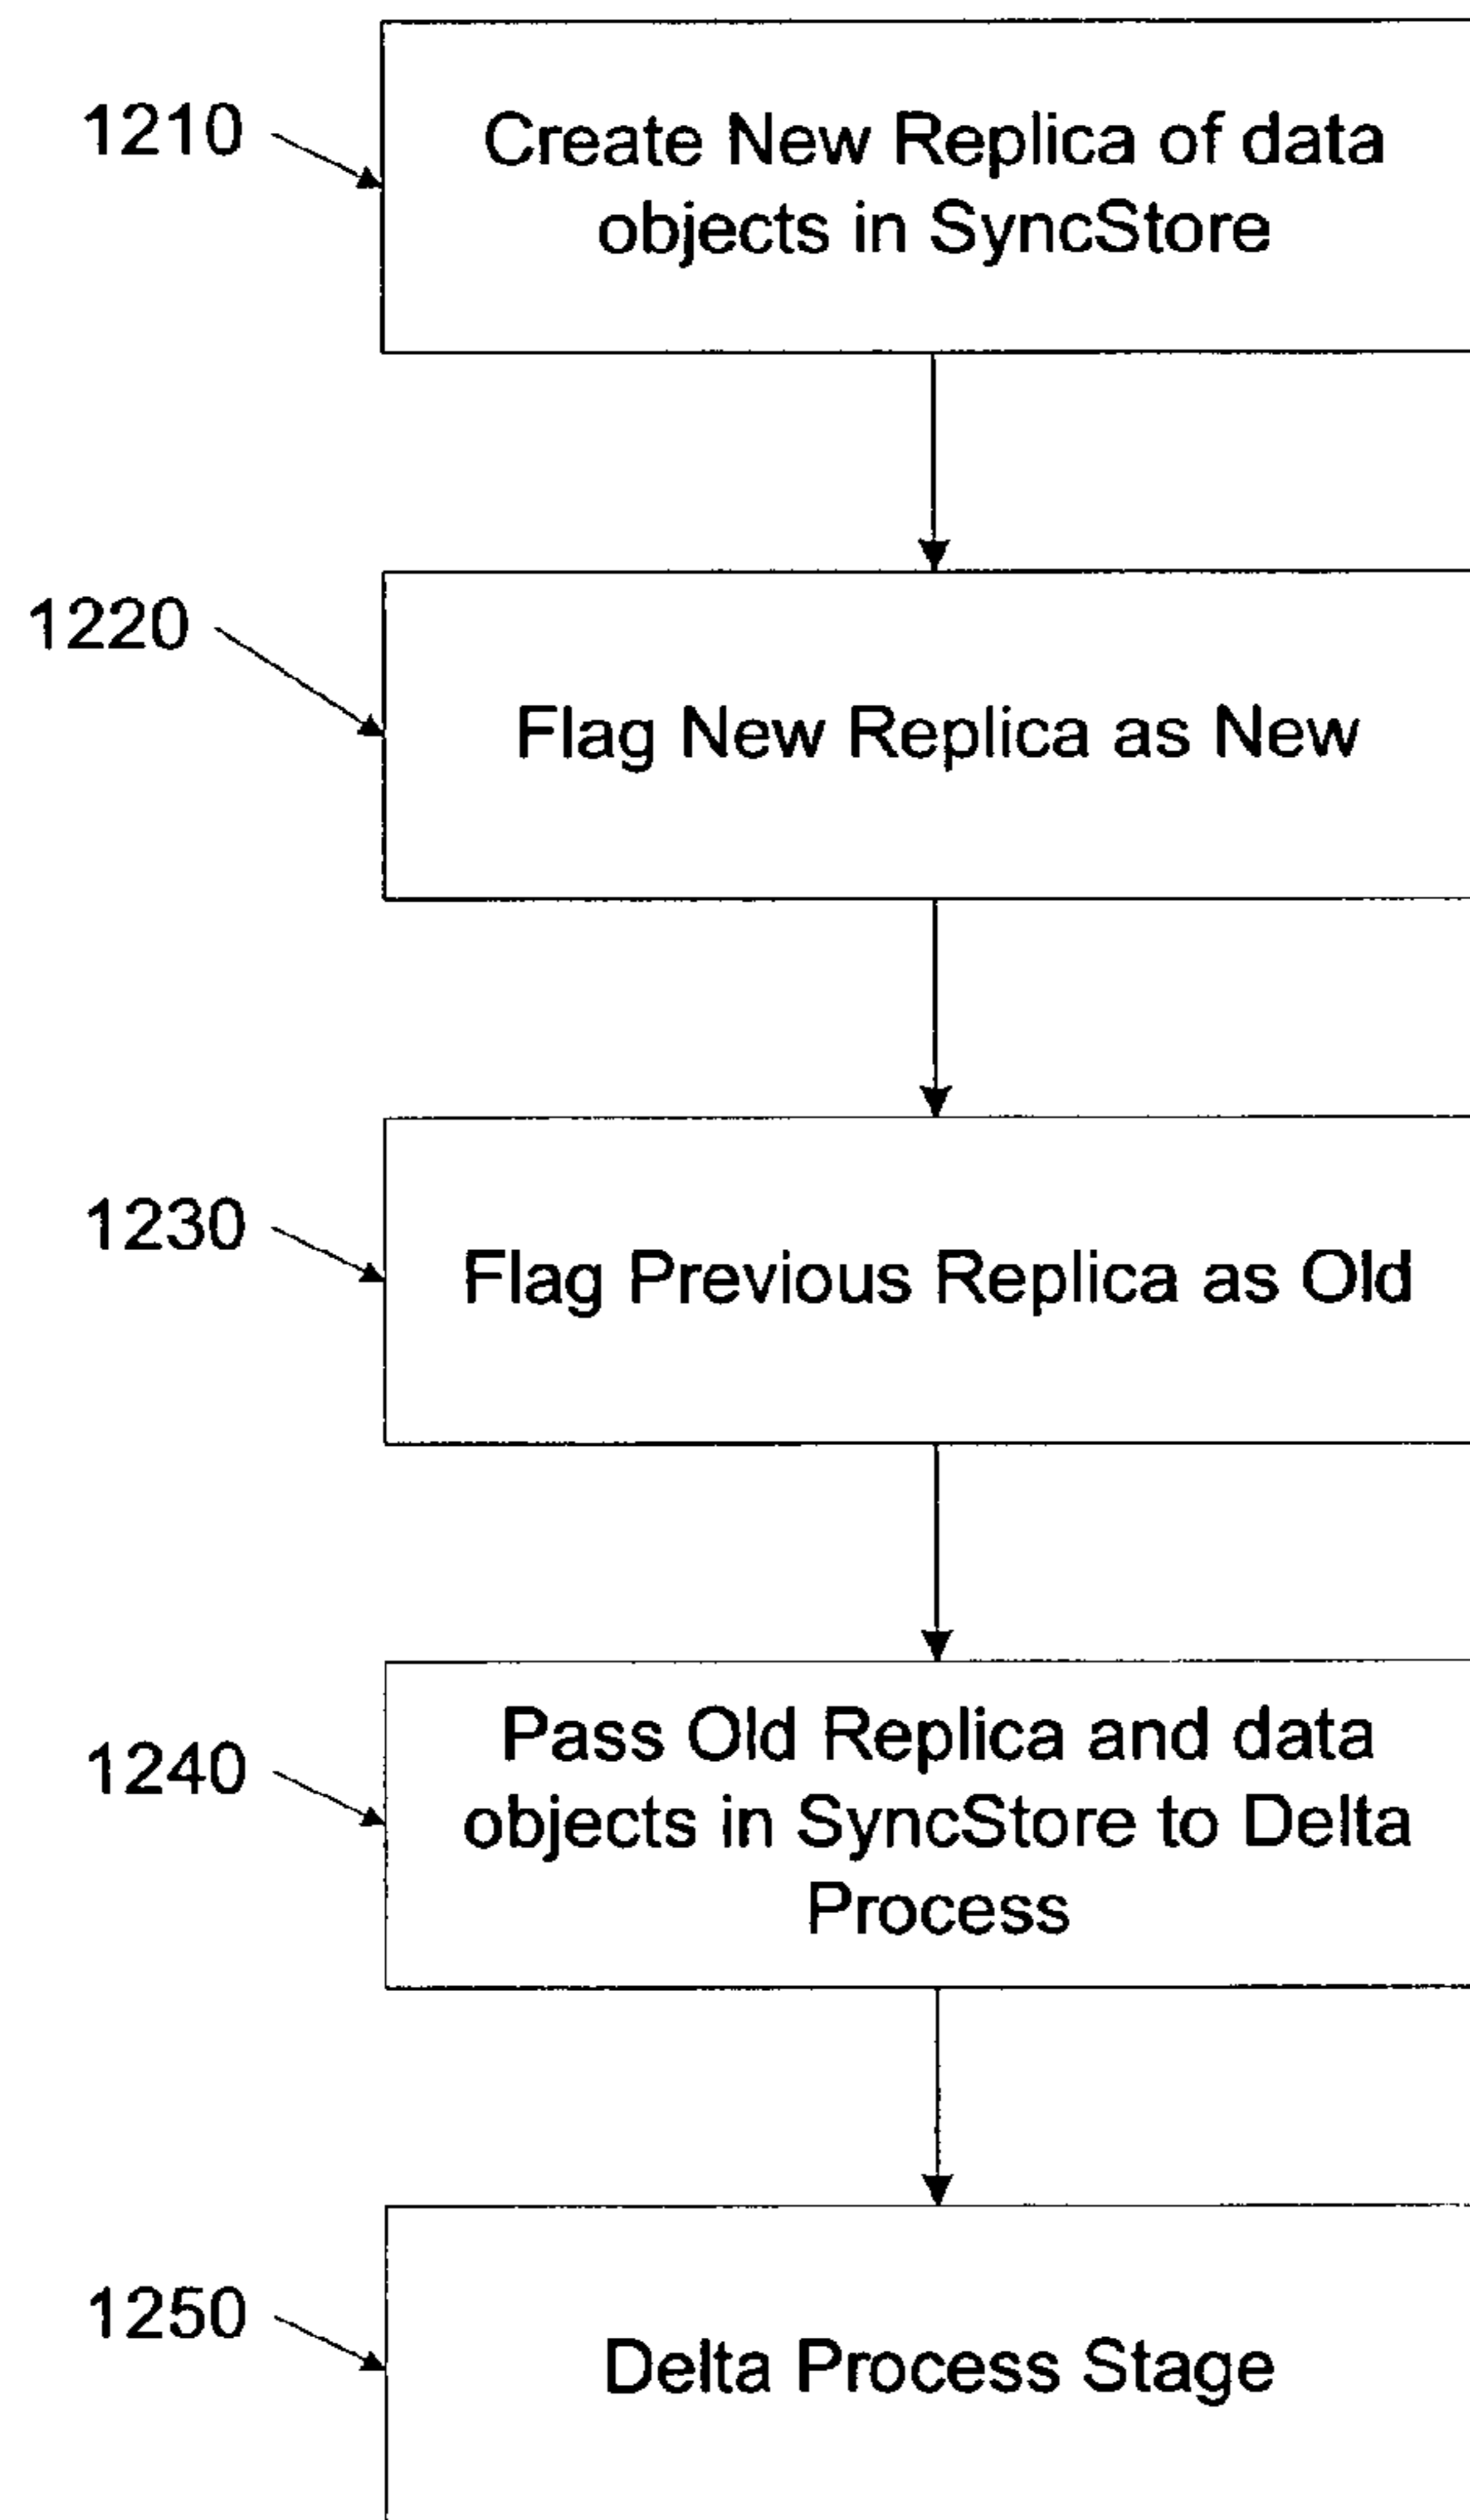 1210
Create New Replica of data
objects in SyncStore
1220
Flag New Replica as New
1230
Flag Previous Replica as Old
1240
Pass Old Replica and data
objects in SyncStore to Delta
Process
1250
Delta Process Stage